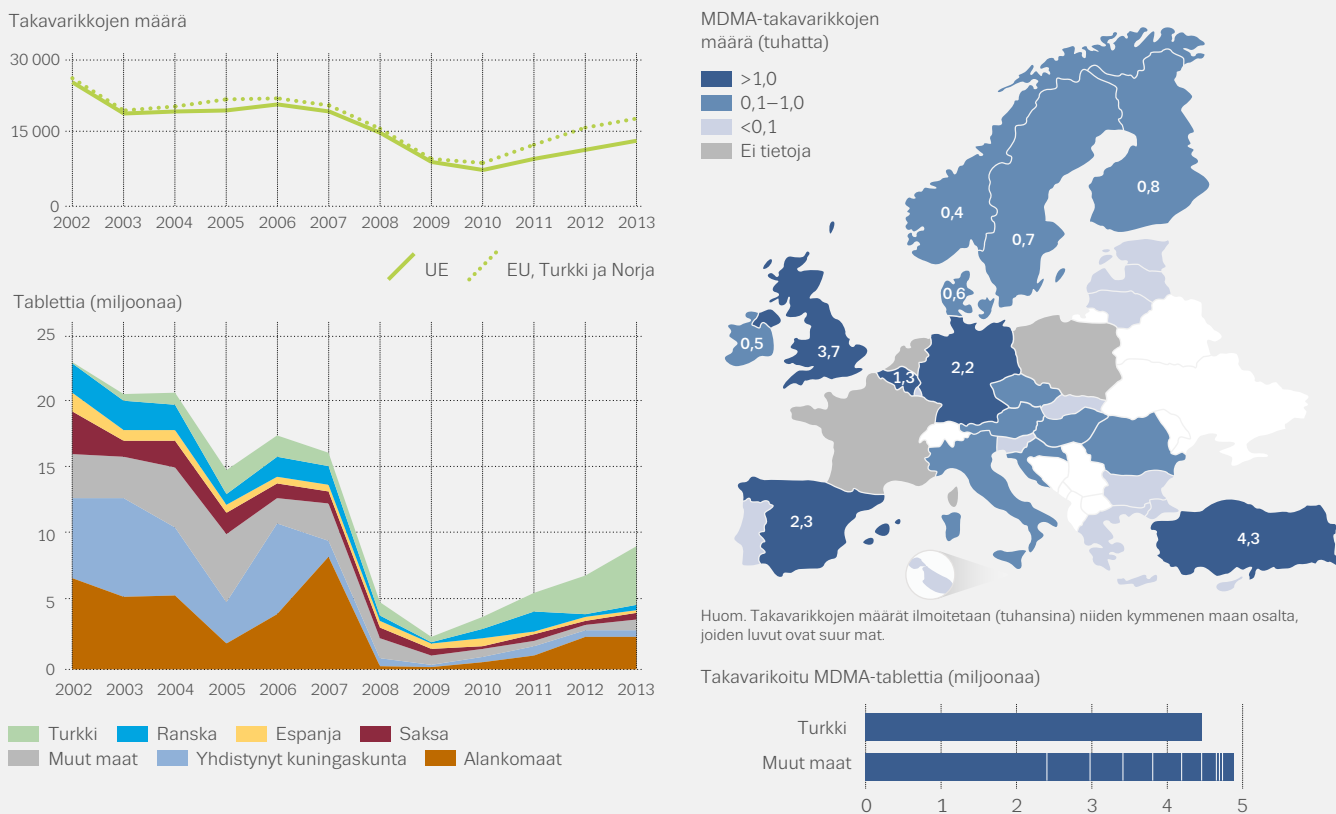 Takavarikkojen määrä
30 000
15 000
0
2002 2003 2004 2005 2006 2007 2008 2009 2010 2011 2012 2013
UE EU, Turkki ja Norja
Tablettia (miljoonaa)
25
20
15
10
5
0
2002 2003 2004 2005 2006 2007 2008 2009 2010 2011 2012 2013
Turkki Ranska Espanja Saksa
Muut maat Yhdistynyt kuningaskunta Alankomaat
MDMA-takavarikkojen
määrä (tuhatta)
>1,0
0,1–1,0
<0,1
Ei tietoja
0,8
0,4
0,7
0,6
0,5
3,7
2,2
1,3
2,3
4,3
Huom. Takavarikkojen määrät ilmoitetaan (tuhansina) niiden kymmenen maan osalta,
joiden luvut ovat suur mat.
Takavarikoitu MDMA-tablettia (miljoonaa)
Turkki
Muut maat
0 1 2 3 4 5